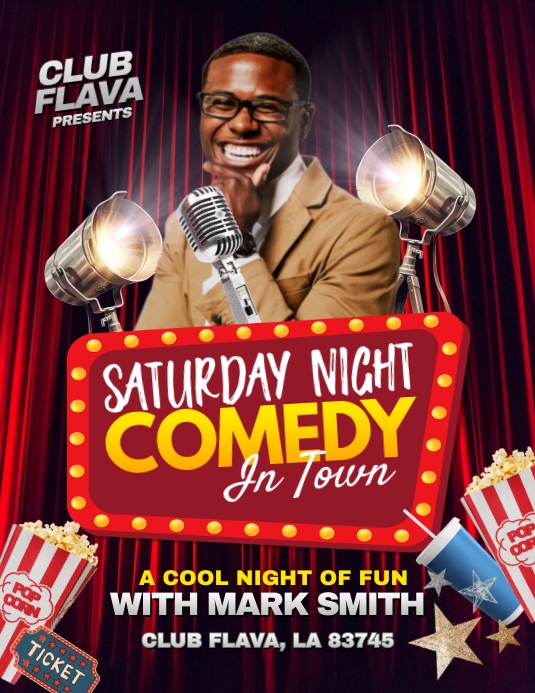 CLUB
FLAVA
PRESENTS
SATURDAY NIGHT
COMEDY
In Town
A COOL NIGHT OF FUN
WITH MARK SMITH
CLUB FLAVA, LA 83745
POP
CORN
TICKET
POP
CORN